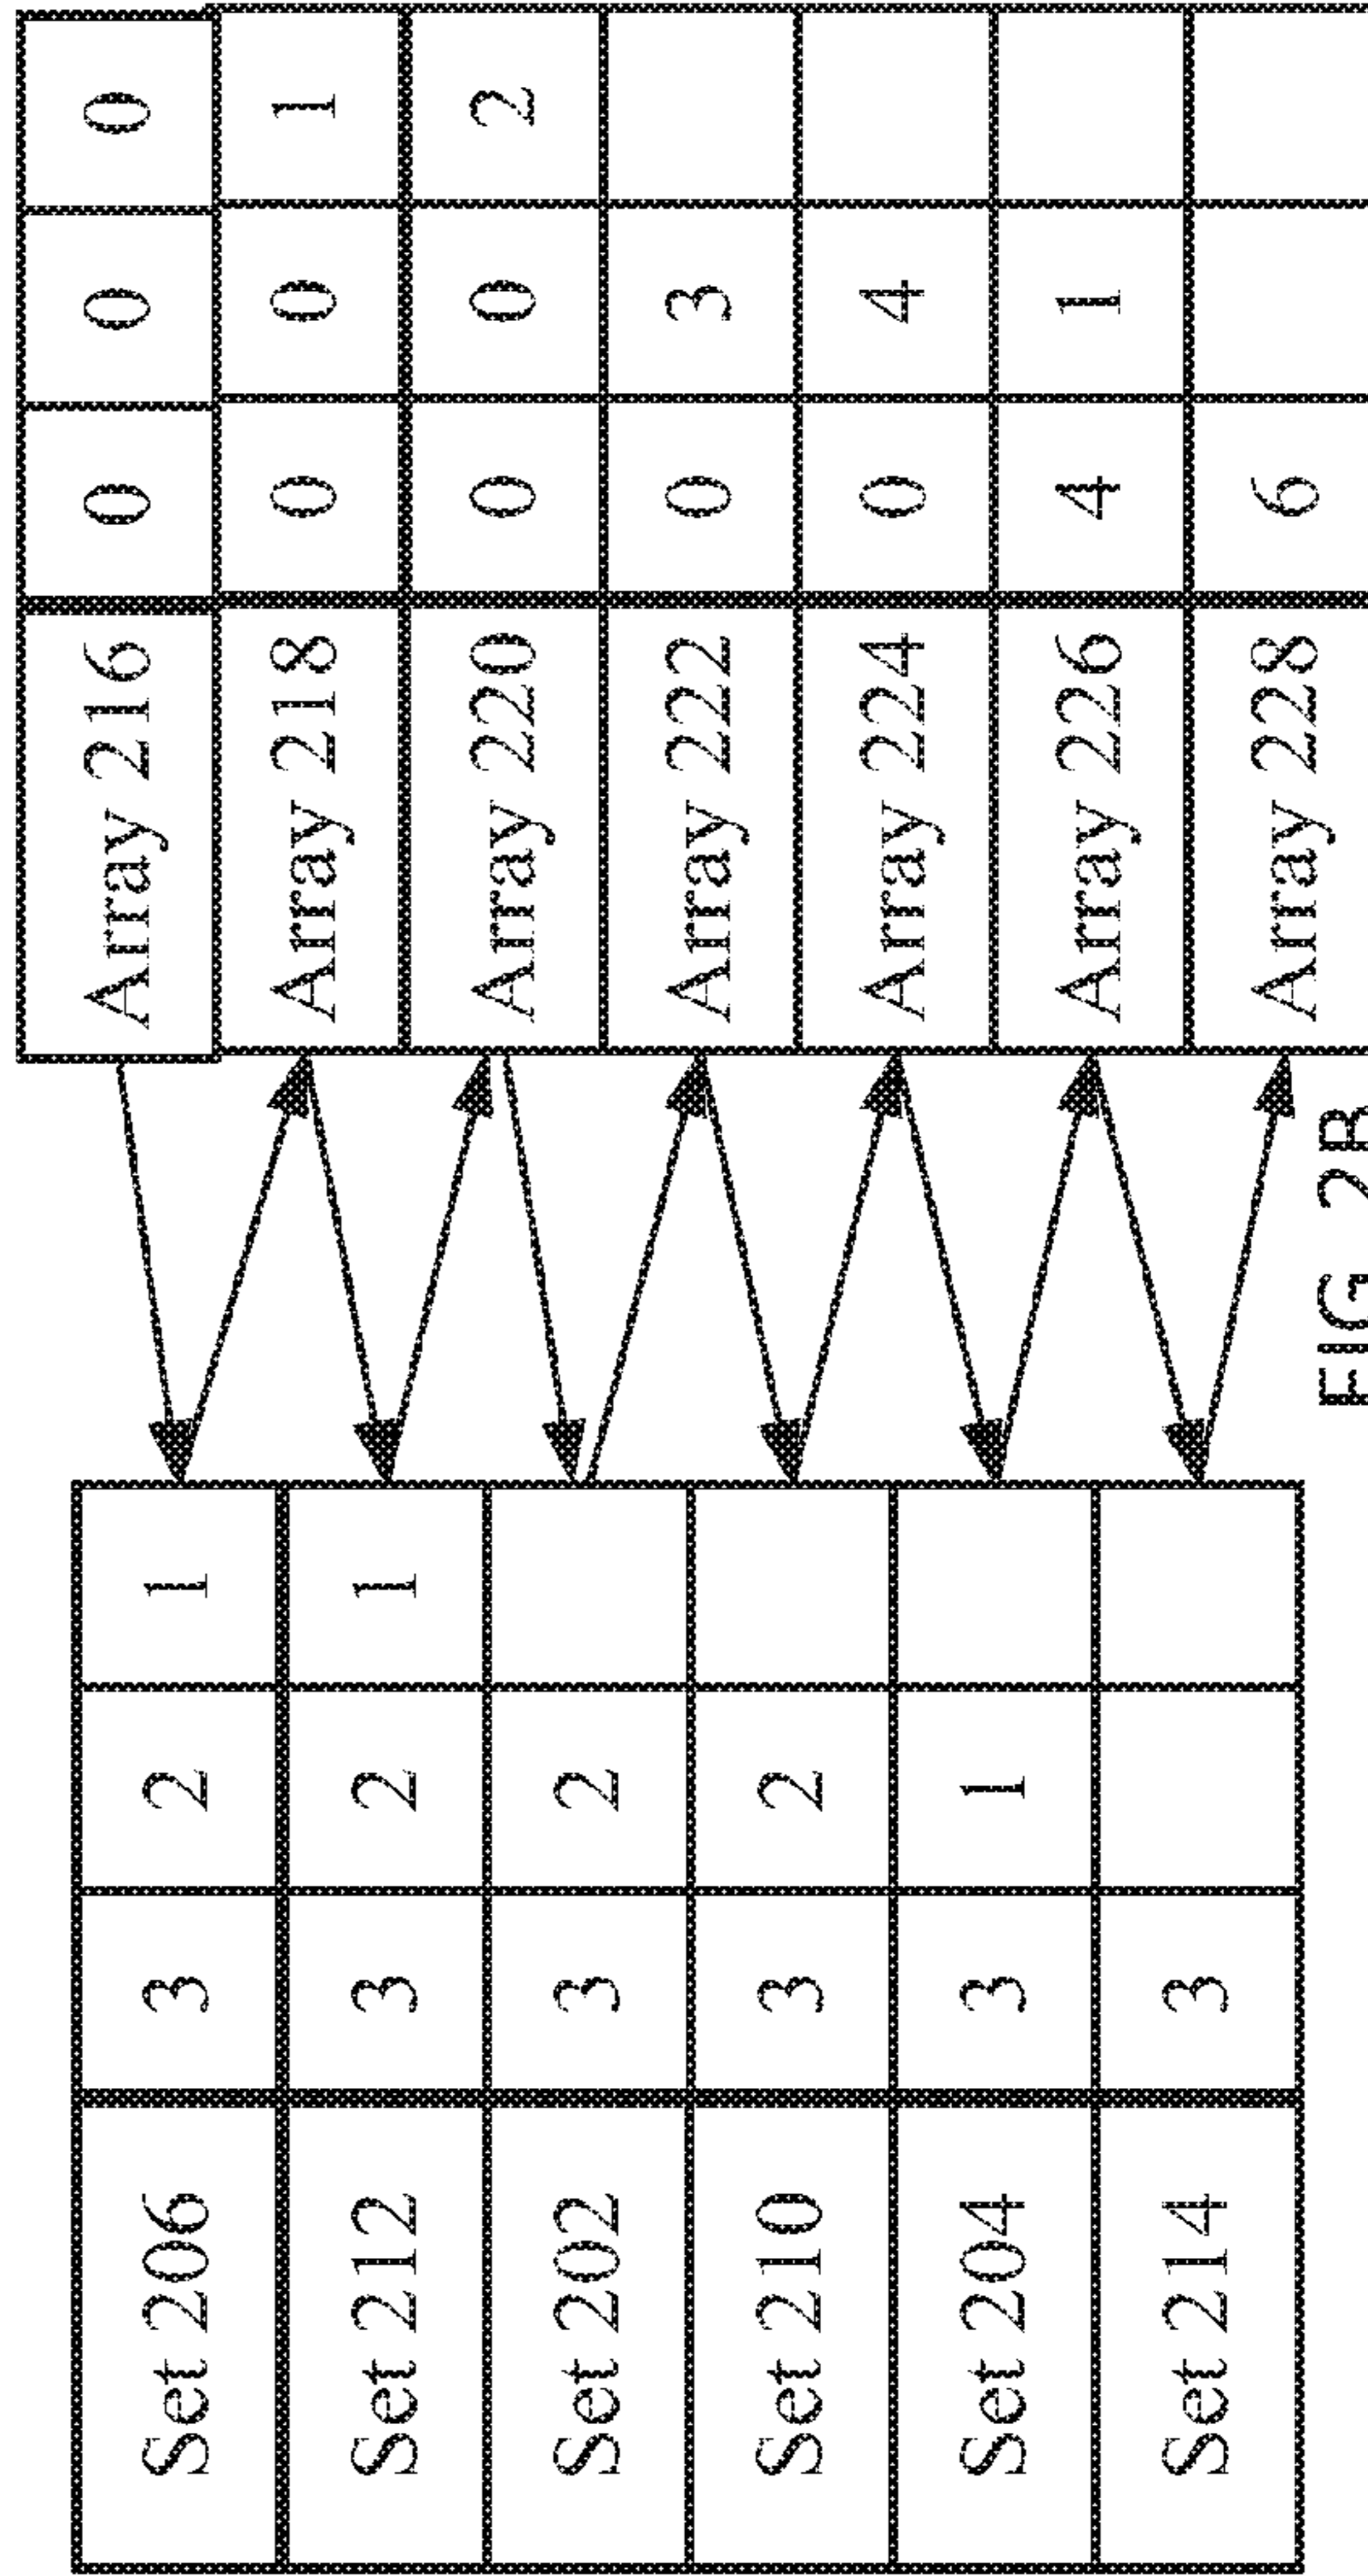 Set 206 3 2 1
Set 212 3 2 1
Set 202 3 2
Set 210 3 2
Set 204 3 1
Set 214 3
Array 216 0 0 0
Array 218 0 0 1
Array 220 0 0 2
Array 222 0 3
Array 224 0 4
Array 226 4 1
Array 228 6
FIG 2B